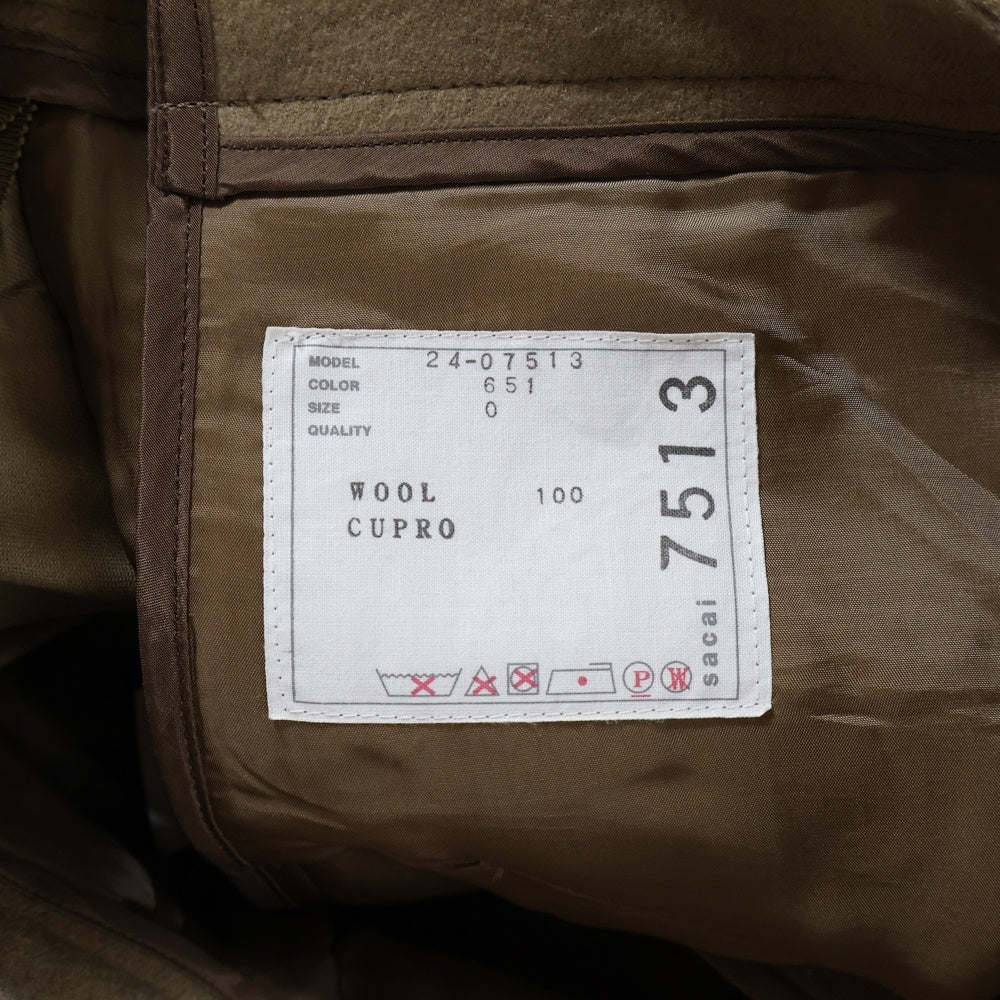 MODEL 24-07513
COLOR 651
SIZE 0
QUALITY
WOOL 100
CUPRO
sacai 7513
P
W